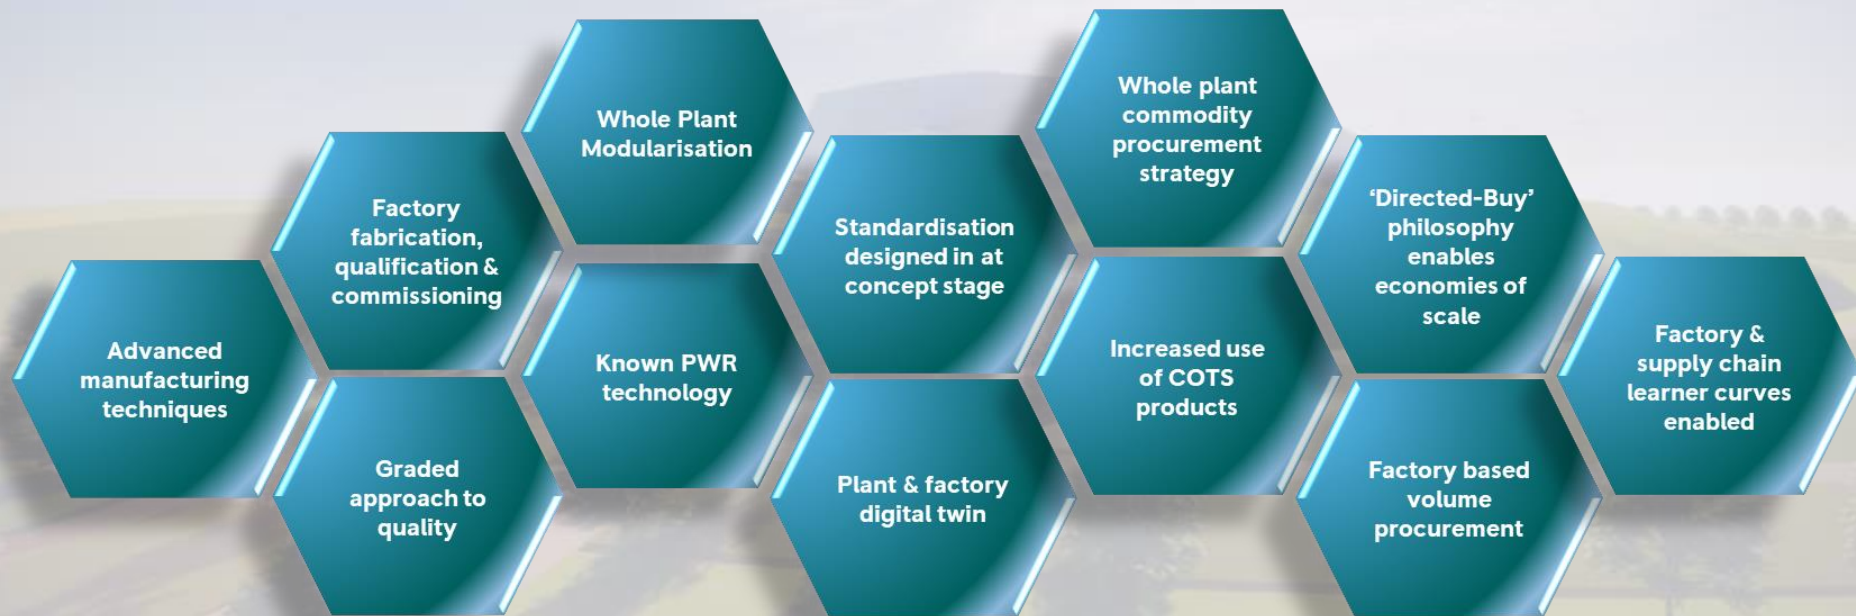 Advanced
manufacturing
techniques
Factory
fabrication,
qualification &
commissioning
Graded
approach to
quality
Whole Plant
Modularisation
Known PWR
technology
Standardisation
designed in at
concept stage
Plant & factory
digital twin
Whole plant
commodity
procurement
strategy
Increased use
of COTS
products
‘Directed-Buy’
philosophy
enables
economies of
scale
Factory based
volume
procurement
Factory &
supply chain
learner curves
enabled